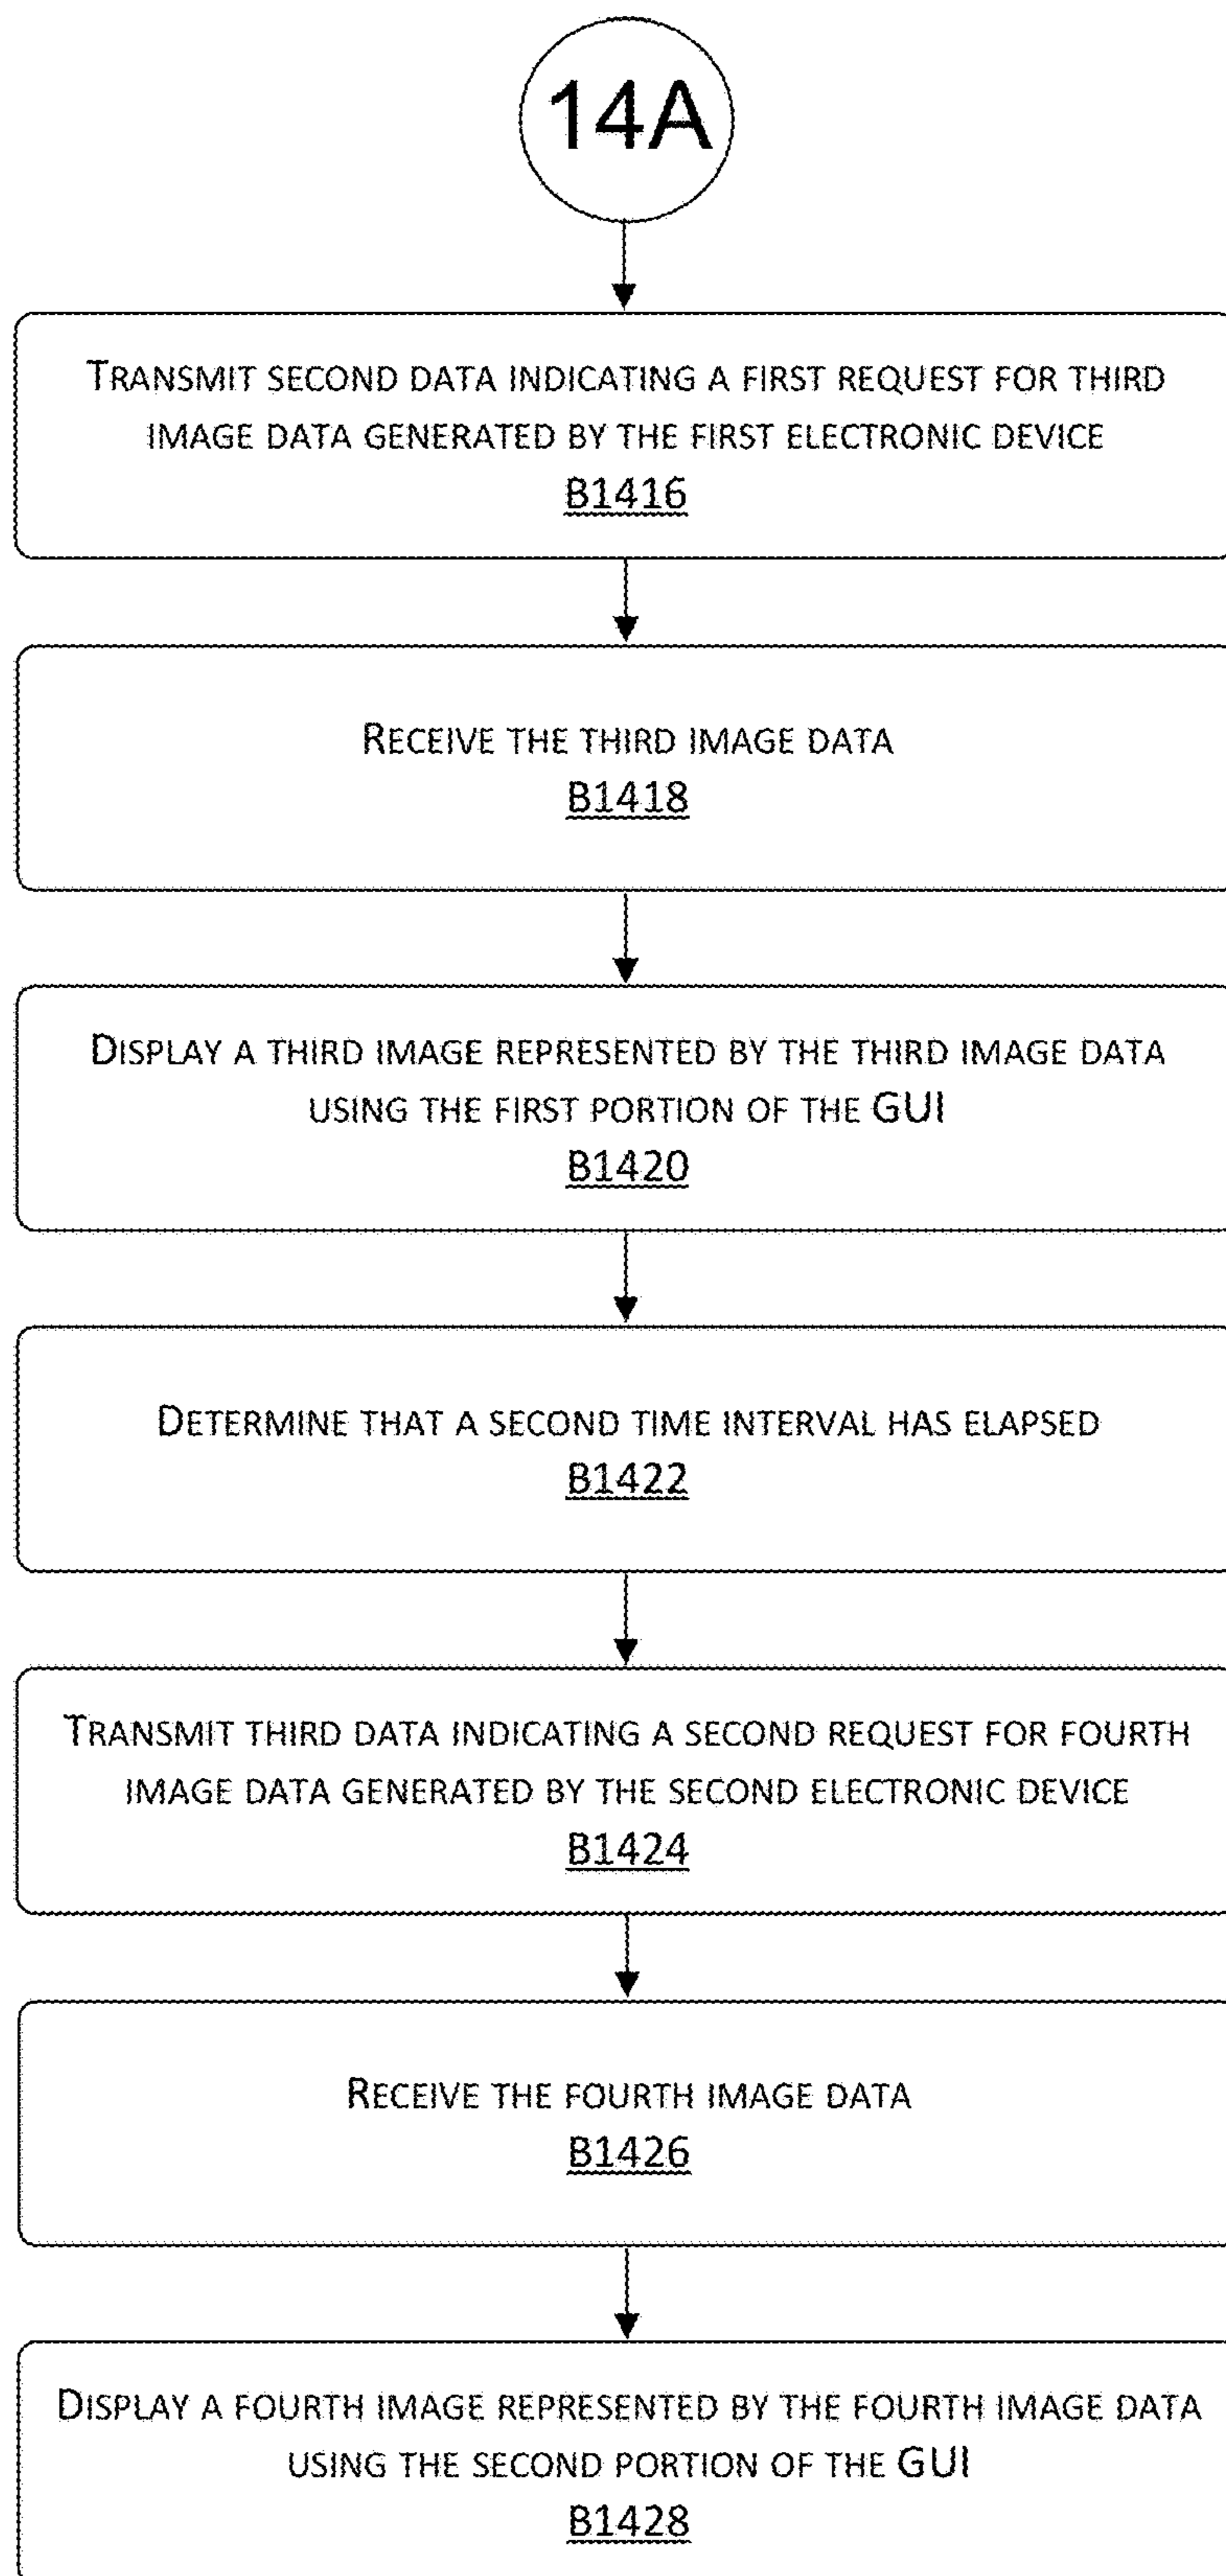 14A
TRANSMIT SECOND DATA INDICATING A FIRST REQUEST FOR THIRD
IMAGE DATA GENERATED BY THE FIRST ELECTRONIC DEVICE
B1416
RECEIVE THE THIRD IMAGE DATA
B1418
DISPLAY A THIRD IMAGE REPRESENTED BY THE THIRD IMAGE DATA
USING THE FIRST PORTION OF THE GUI
B1420
DETERMINE THAT A SECOND TIME INTERVAL HAS ELAPSED
B1422
TRANSMIT THIRD DATA INDICATING A SECOND REQUEST FOR FOURTH
IMAGE DATA GENERATED BY THE SECOND ELECTRONIC DEVICE
B1424
RECEIVE THE FOURTH IMAGE DATA
B1426
DISPLAY A FOURTH IMAGE REPRESENTED BY THE FOURTH IMAGE DATA
USING THE SECOND PORTION OF THE GUI
B1428